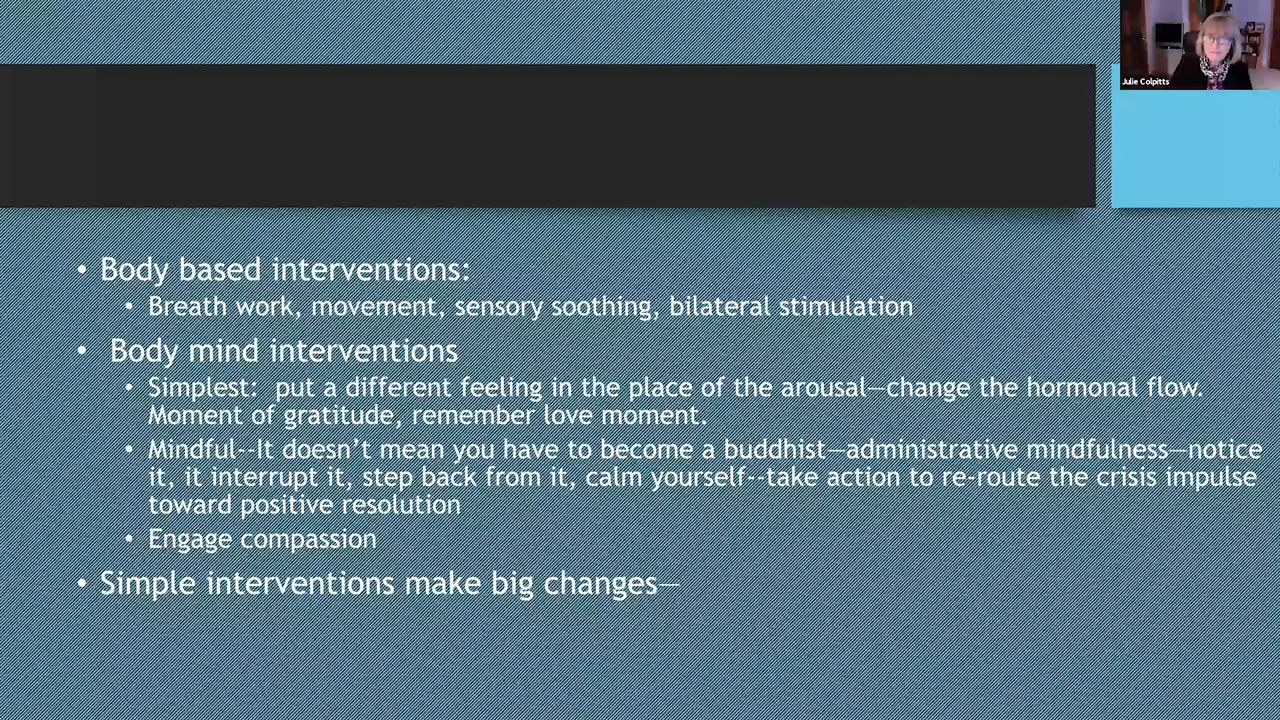 Julie Colpitts
• Body based interventions:
• Breath work, movement, sensory soothing, bilateral stimulation
• Body mind interventions
• Simplest: put a different feeling in the place of the arousal—change the hormonal flow.
Moment of gratitude, remember love moment.
• Mindful--It doesn’t mean you have to become a buddhist—administrative mindfulness—notice
it, it interrupt it, step back from it, calm yourself--take action to re-route the crisis impulse
toward positive resolution
• Engage compassion
• Simple interventions make big changes—